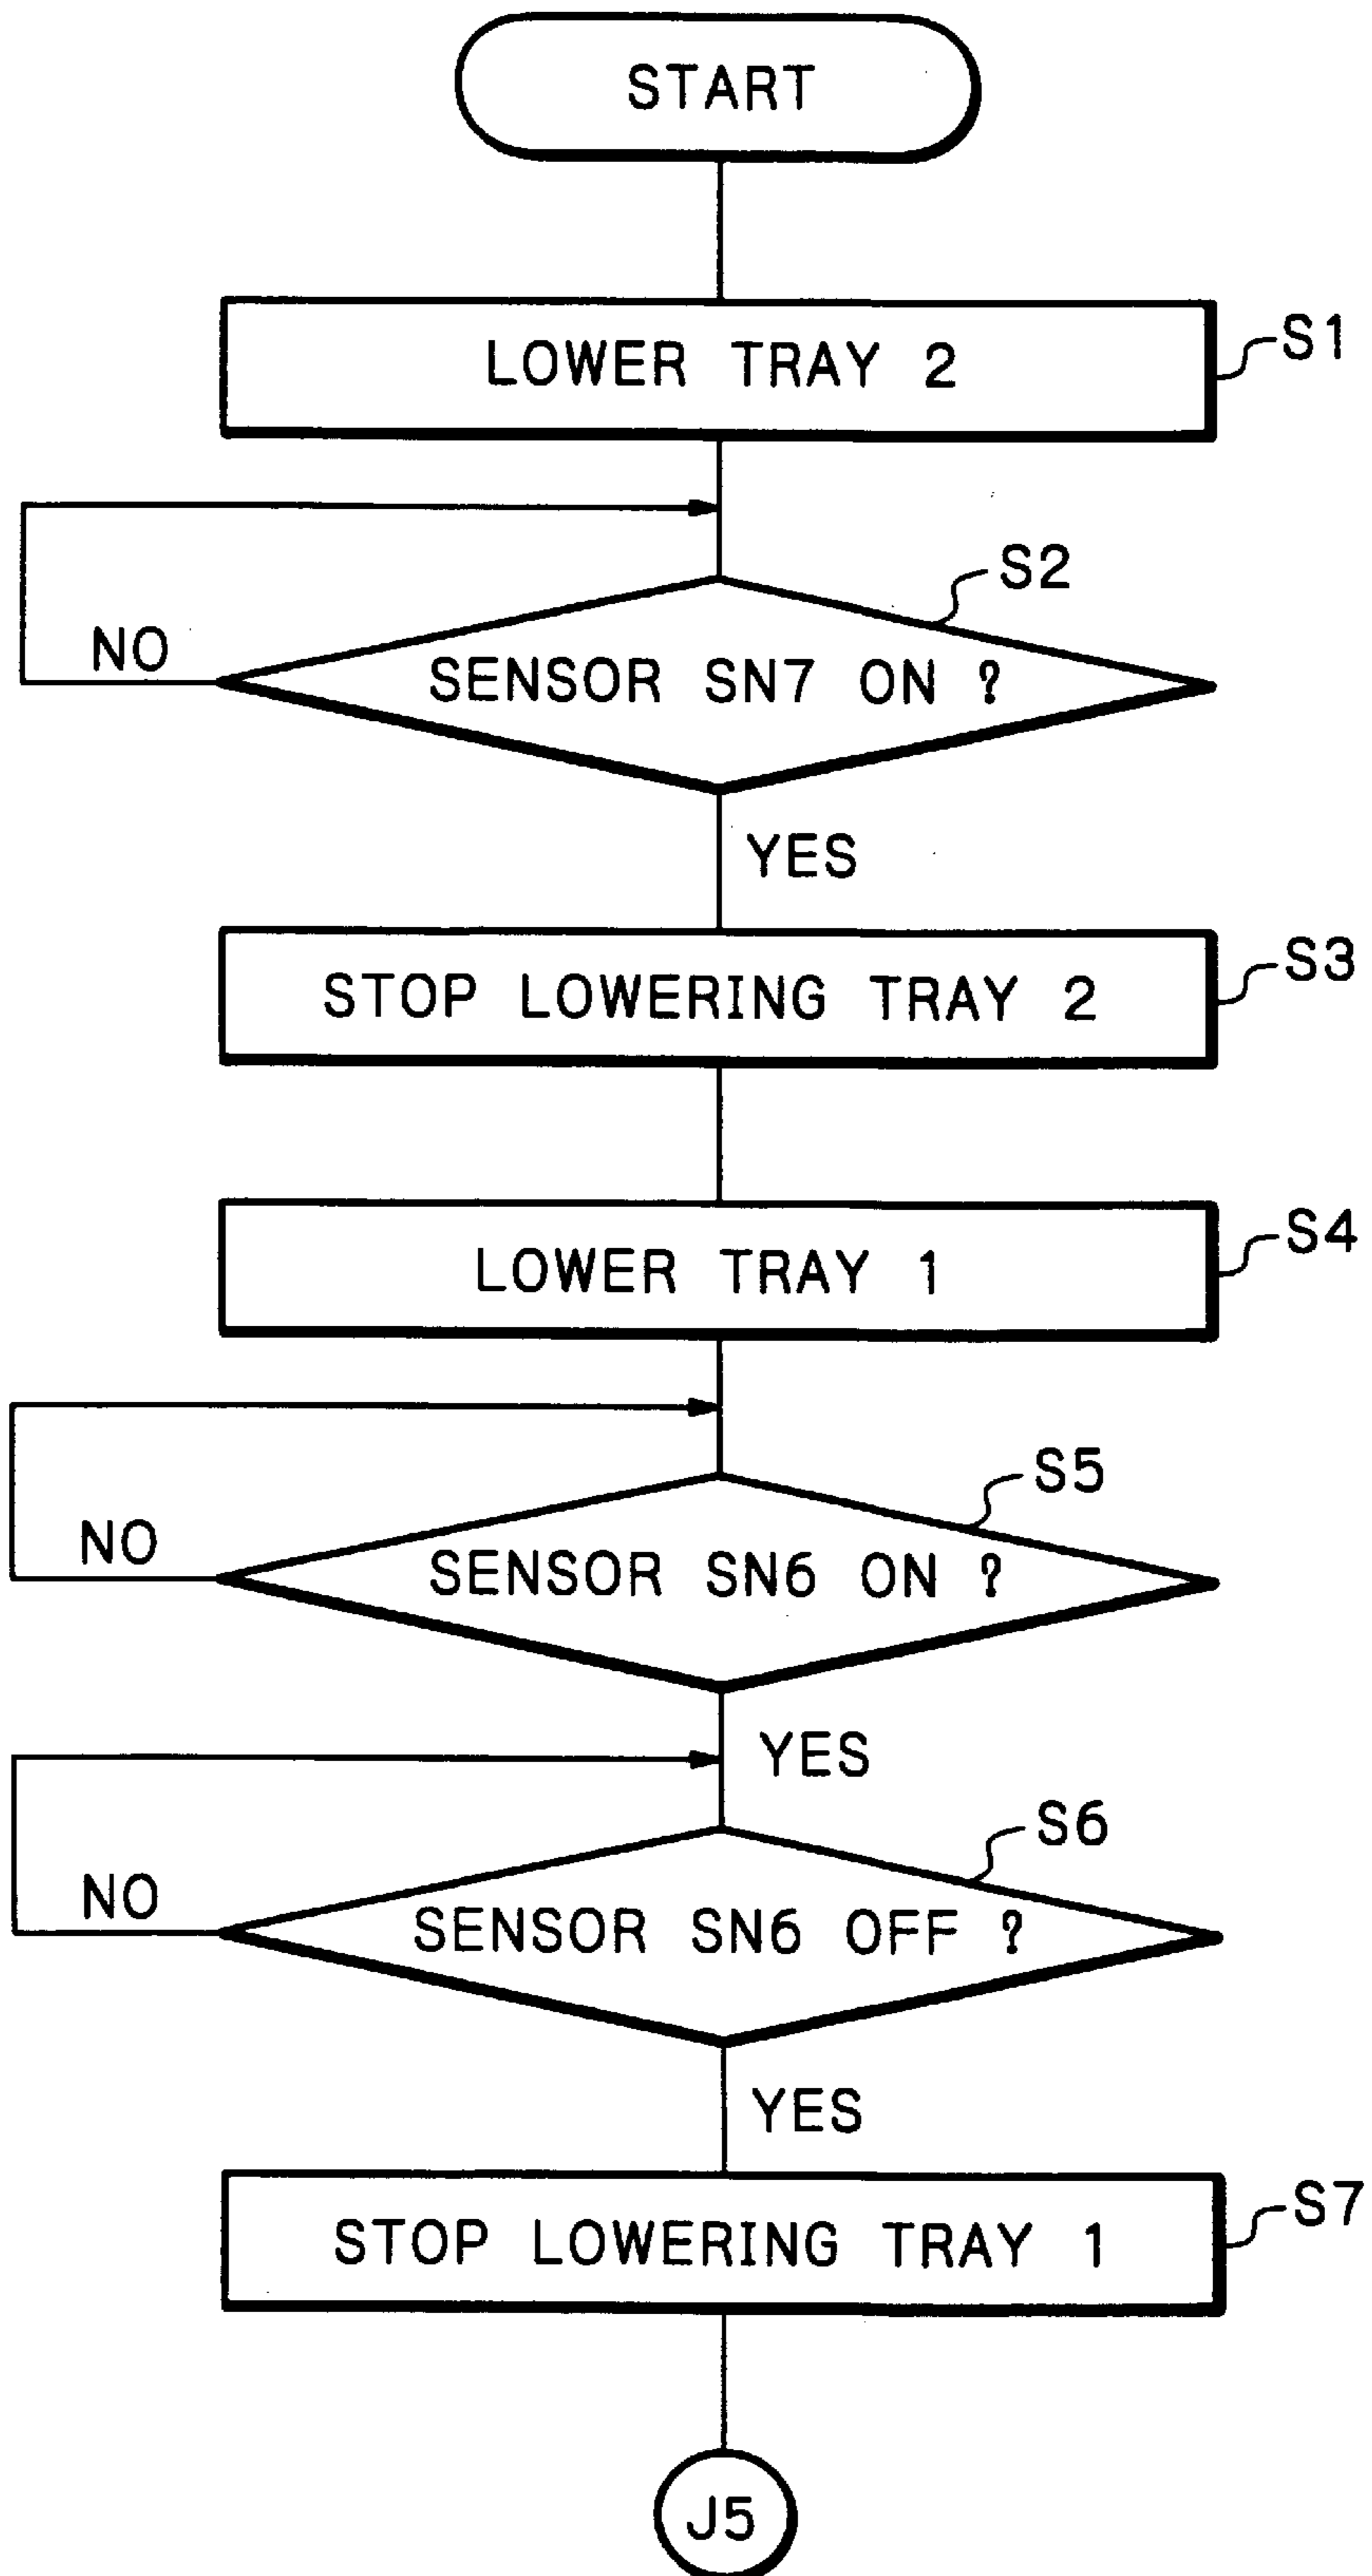 START
LOWER TRAY 2
S1
S2
NO
SENSOR SN7 ON ?
YES
STOP LOWERING TRAY 2
S3
LOWER TRAY 1
S4
S5
NO
SENSOR SN6 ON ?
YES
S6
NO
SENSOR SN6 OFF ?
YES
STOP LOWERING TRAY 1
S7
J5